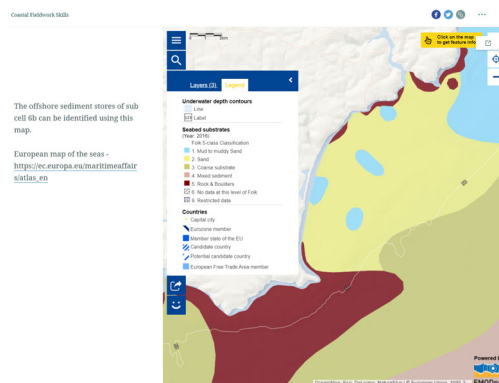 Coastal Fieldwork Skills
Click on the map
to get feature info
Layers (3) Legend
The offshore sediment stores of sub
cell 6b can be identified using this
map.
European map of the seas -
https://ec.europa.eu/maritimeaffair
s/atlas_en
Underwater depth contours
Line
Label
Seabed substrates
(Year: 2016)
Folk 5-class Classification
1. Mud to muddy Sand
2. Sand
3. Coarse substrate
4. Mixed sediment
5. Rock & Boulders
6. No data at this level of Folk
9. Restricted data
Countries
Capital city
Eurozone member
Member state of the EU
Candidate country
Potential candidate country
European Free Trade Area member
Powered